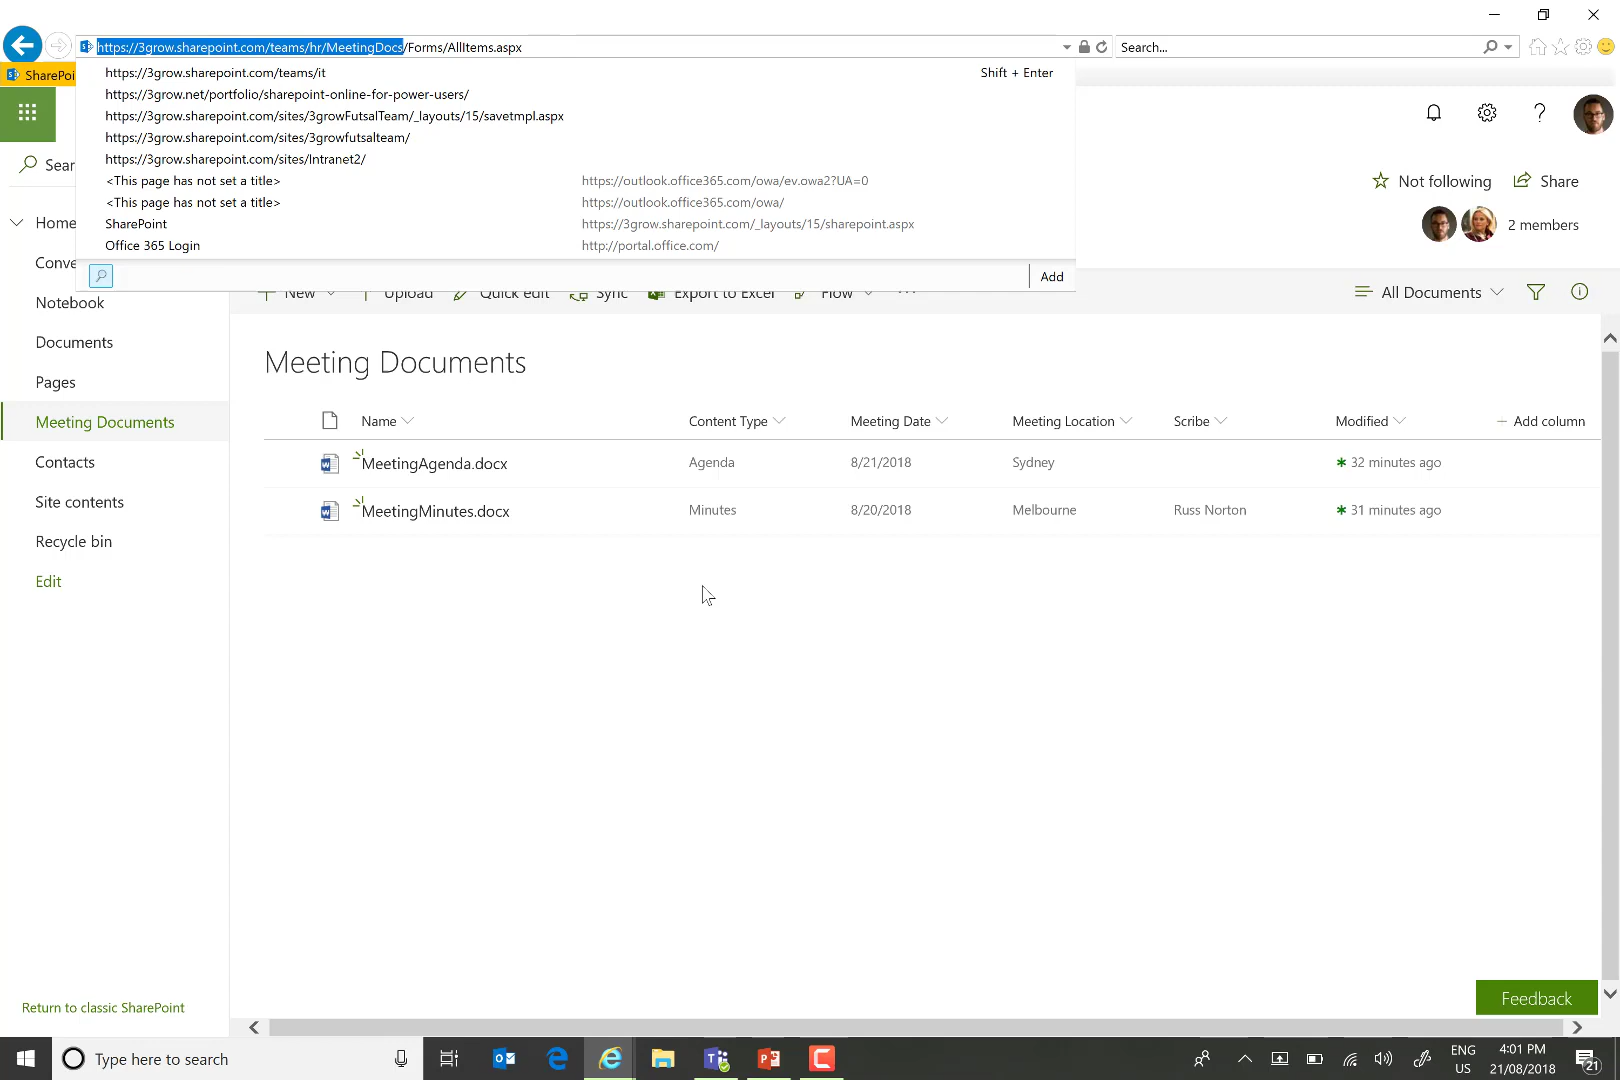 https://3grow.sharepoint.com/teams/hr/MeetingDocs/Forms/AllItems.aspx
Search...
SharePoi
https://3grow.sharepoint.com/teams/it Shift + Enter
https://3grow.net/portfolio/sharepoint-online-for-power-users/
https://3grow.sharepoint.com/sites/3growFutsalTeam/_layouts/15/savetmpl.aspx
https://3grow.sharepoint.com/sites/3growfutsalteam/
https://3grow.sharepoint.com/sites/Intranet2/
<This page has not set a title> https://outlook.office365.com/owa/ev.owa2?UA=0
<This page has not set a title> https://outlook.office365.com/owa/
SharePoint https://3grow.sharepoint.com/_layouts/15/sharepoint.aspx
Office 365 Login http://portal.office.com/
Add
Sear
Not following Share
2 members
Home
Conve
Notebook
Documents
Pages
Meeting Documents
Contacts
Site contents
Recycle bin
Edit
Return to classic SharePoint
New Upload Quick edit Sync Export to Excel Flow ...
All Documents
Meeting Documents
Name Content Type Meeting Date Meeting Location Scribe Modified Add column
MeetingAgenda.docx Agenda 8/21/2018 Sydney 32 minutes ago
MeetingMinutes.docx Minutes 8/20/2018 Melbourne Russ Norton 31 minutes ago
Feedback
Type here to search
ENG
US
4:01 PM
21/08/2018
21